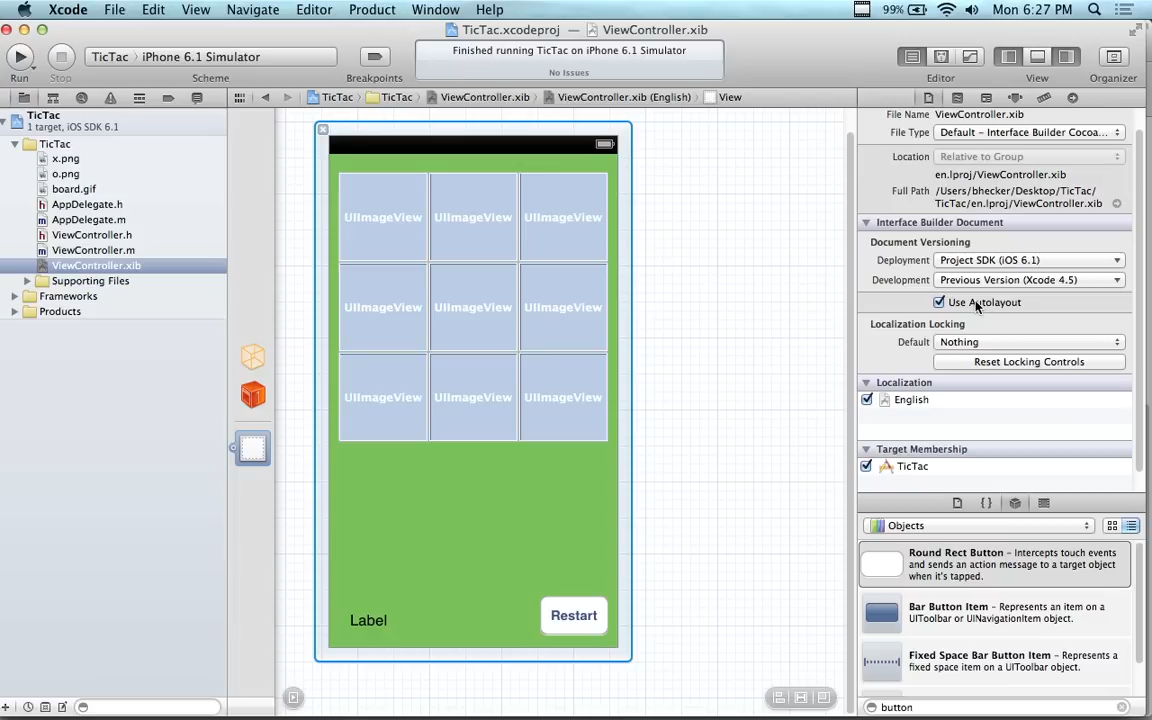 Xcode File Edit View Navigate Editor Product Window Help 99% Mon 6:27 PM
TicTac.xcodeproj — ViewController.xib
TicTac › iPhone 6.1 Simulator
Finished running TicTac on iPhone 6.1 Simulator
No Issues
Run Stop Scheme Breakpoints Editor View Organizer
TicTac TicTac ViewController.xib ViewController.xib (English) View
TicTac
1 target, iOS SDK 6.1
TicTac
x.png
o.png
board.gif
AppDelegate.h
AppDelegate.m
ViewController.h
ViewController.m
ViewController.xib
Supporting Files
Frameworks
Products
UIImageView UIImageView UIImageView
UIImageView UIImageView UIImageView
UIImageView UIImageView UIImageView
Label
Restart
File Name ViewController.xib
File Type Default – Interface Builder Cocoa...
Location Relative to Group
en.lproj/ViewController.xib
Full Path /Users/bhecker/Desktop/TicTac/
TicTac/en.lproj/ViewController.xib
Interface Builder Document
Document Versioning
Deployment Project SDK (iOS 6.1)
Development Previous Version (Xcode 4.5)
Use Autolayout
Localization Locking
Default Nothing
Reset Locking Controls
Localization
English
Target Membership
TicTac
Objects
Round Rect Button – Intercepts touch events
and sends an action message to a target object
when it's tapped.
Bar Button Item – Represents an item on a
UIToolbar or UINavigationItem object.
Fixed Space Bar Button Item – Represents a
fixed space item on a UIToolbar object.
button